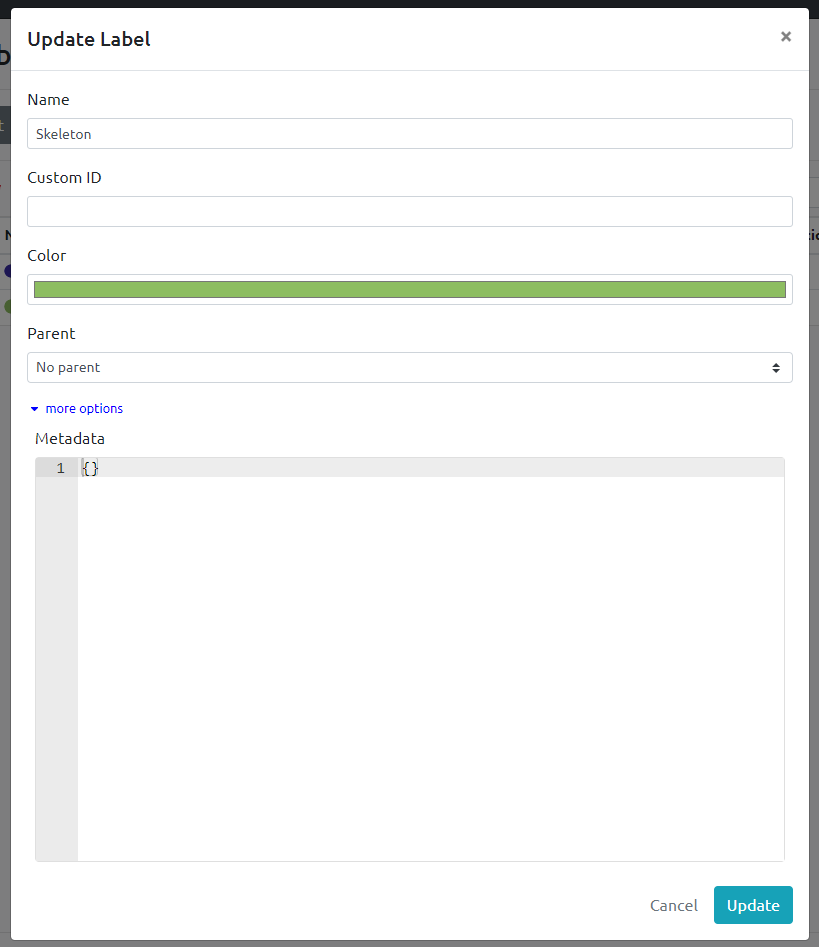 Update Label
×
Name
Skeleton
Custom ID
Color
Parent
No parent
more options
Metadata
1 {}
Cancel Update